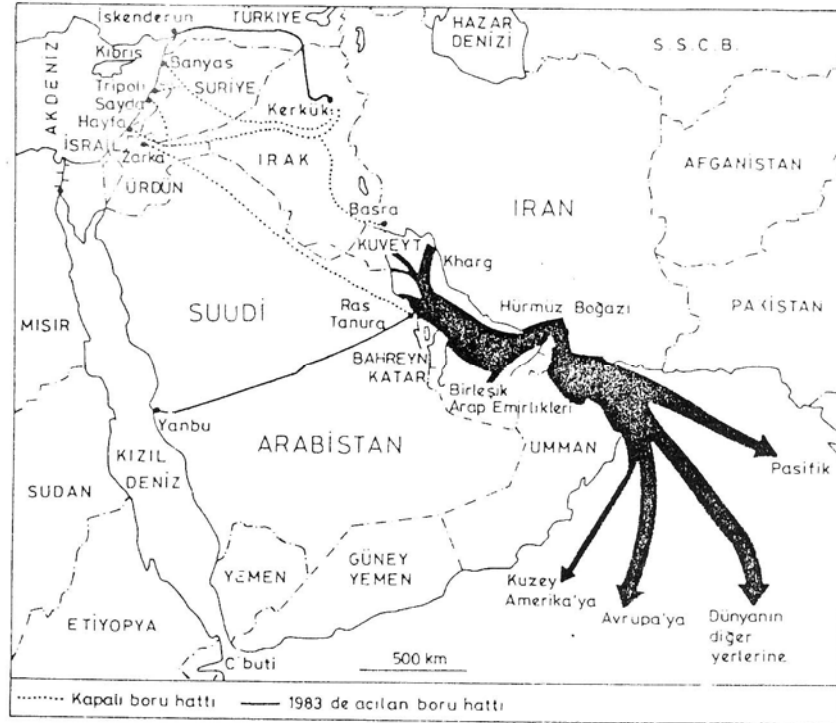 İskenderun
TÜRKİYE
HAZAR
DENİZİ
S.S.C.B.
Kıbrıs
Banyas
AKDENİZ
Tripoli
SURİYE
Sayda
Kerkük
Hayfa
İSRAİL
Zarka
IRAK
AFGANİSTAN
ÜRDÜN
İRAN
Basra
KUVEYT
Kharg
MISIR
SUUDİ
Ras
Tanura
Hürmüz Boğazı
PAKİSTAN
BAHREYN
KATAR
Birleşik
Arap Emirlikleri
Yanbu
ARABİSTAN
UMMAN
KIZIL
DENİZ
Pasifik
SUDAN
YEMEN
GÜNEY
YEMEN
Kuzey
Amerika'ya
Avrupa'ya
Dünyanın
diğer
yerlerine
ETİYOPYA
Cibuti
500 km
Kapalı boru hattı
1983 de acılan boru hattı